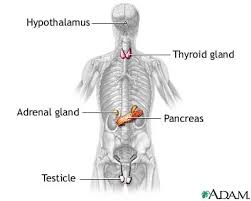 Hypothalamus
Thyroid gland
Adrenal gland
Pancreas
Testicle
ADAM